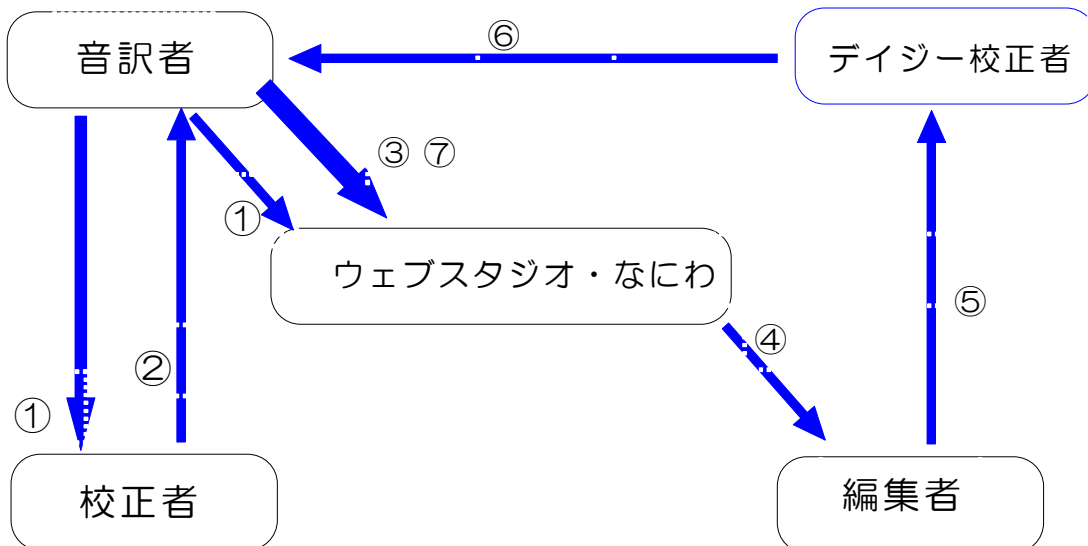 音訳者
⑥
デイジー校正者
③ ⑦
①
ウェブスタジオ・なにわ
④
⑤
②
①
校正者
編集者